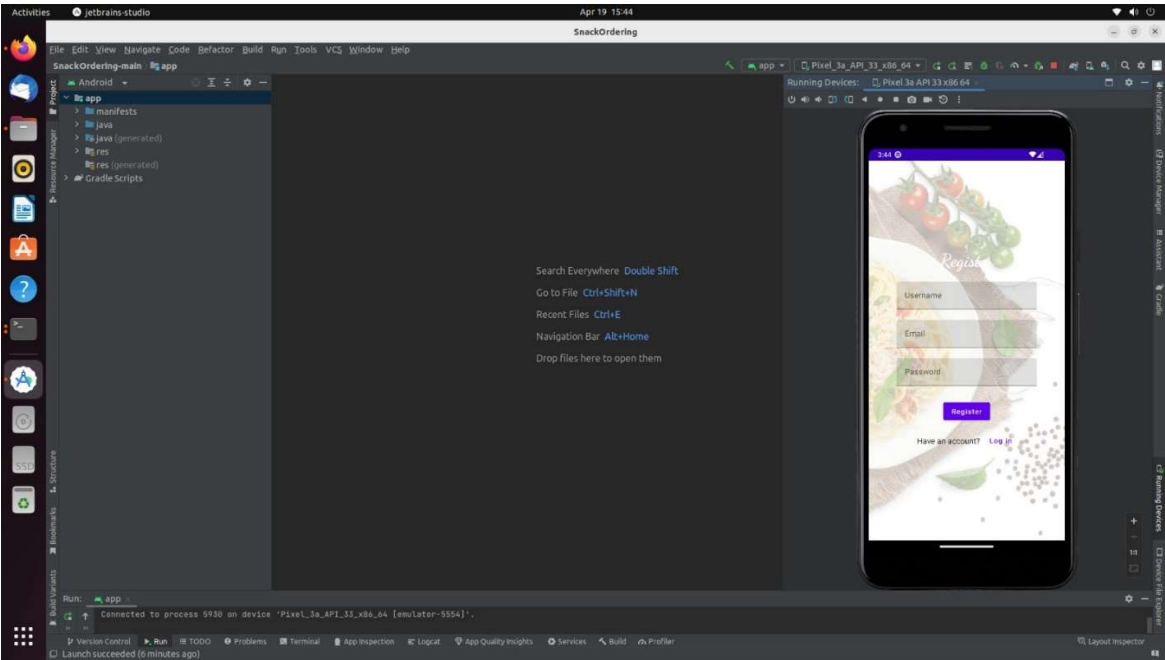 Activities jetbrains-studio Apr 19 15:44
SnackOrdering
File Edit View Navigate Code Refactor Build Run Tools VCS Window Help
SnackOrdering-main app app Pixel_3a_API_33_x86_64
Android Running Devices: Pixel 3a API 33 x86 64
app
manifests
java
java (generated)
res
res (generated)
Gradle Scripts
Project
Resource Manager
Structure
Bookmarks
Build Variants
Search Everywhere Double Shift
Go to File Ctrl+Shift+N
Recent Files Ctrl+E
Navigation Bar Alt+Home
Drop files here to open them
3:44
Register
Username
Email
Password
Register
Have an account? Log in
1:1
Notifications
Device Manager
Assistant
Gradle
Running Devices
Device File Explorer
SSD
Run: app
Connected to process 5930 on device 'Pixel_3a_API_33_x86_64 [emulator-5554]'.
Version Control Run TODO Problems Terminal App Inspection Logcat App Quality Insights Services Build Profiler Layout Inspector
Launch succeeded (6 minutes ago)